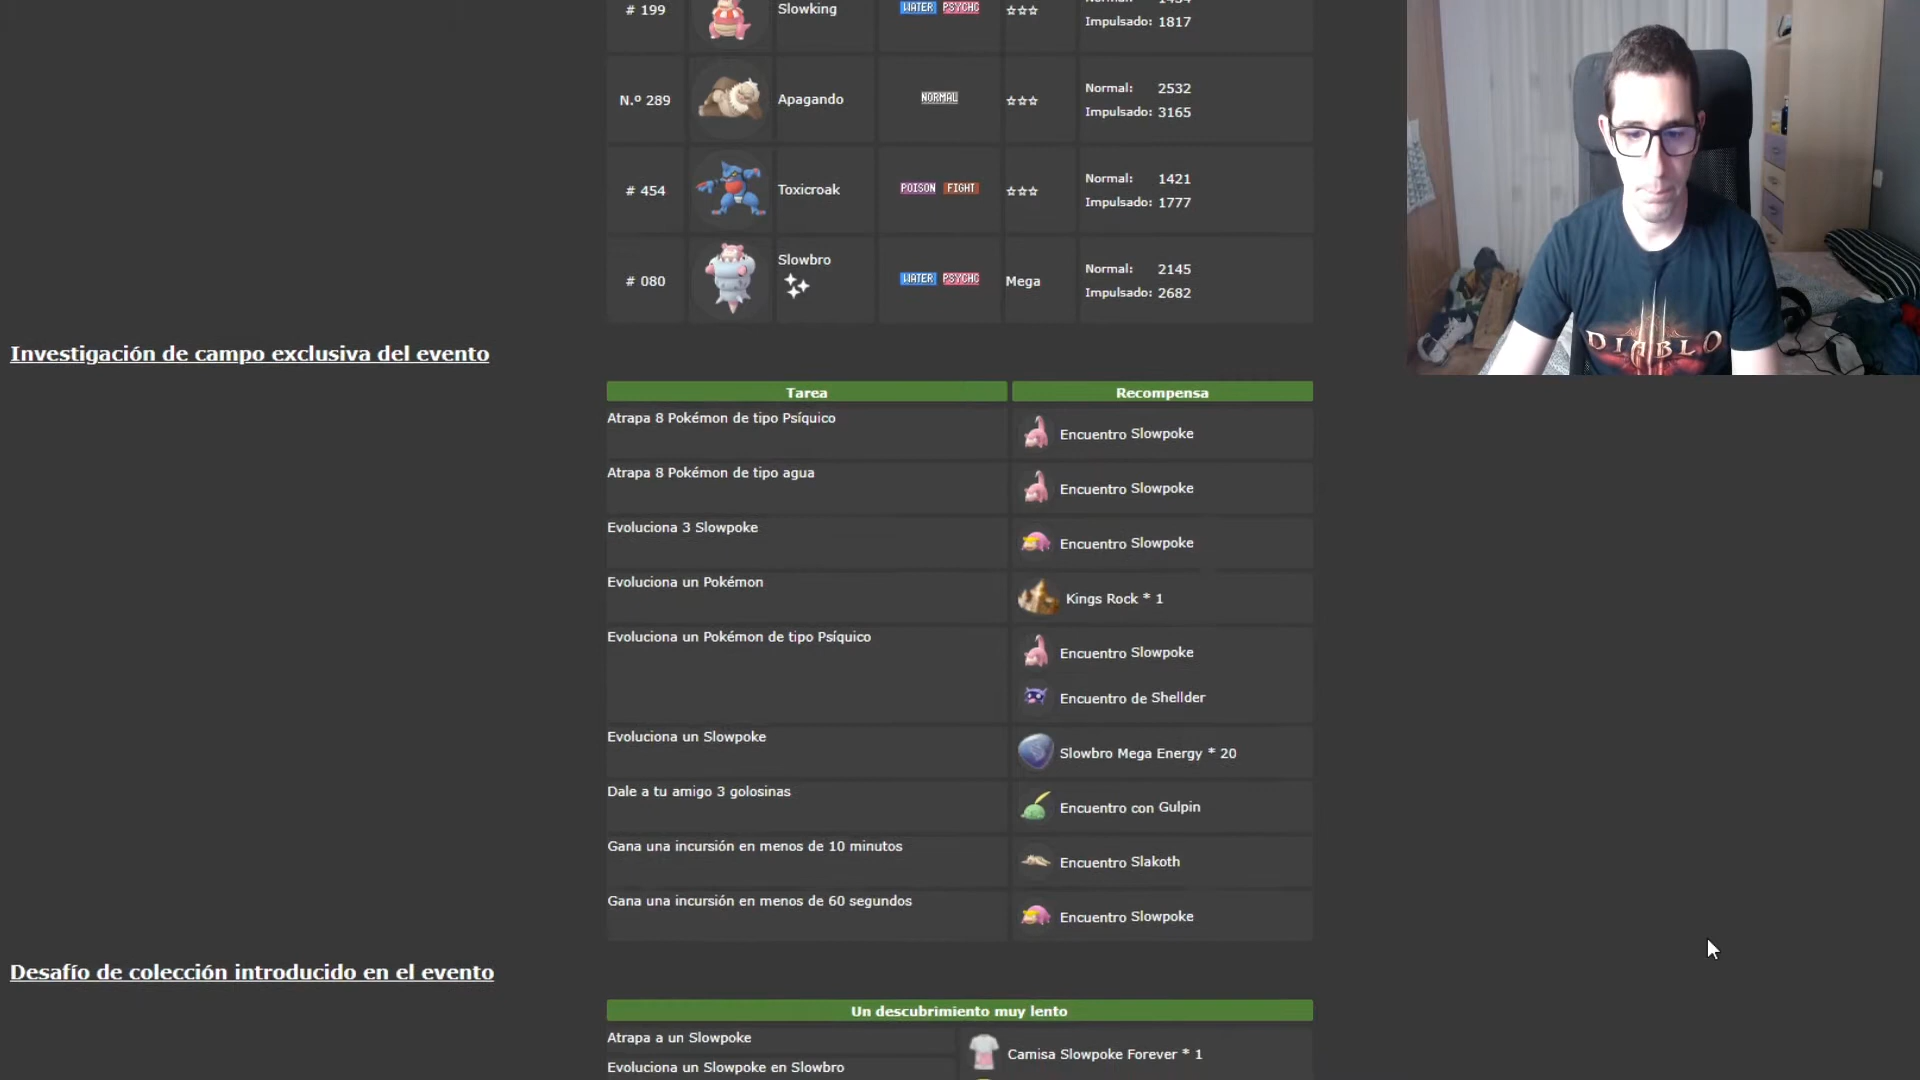 # 199
Slowking
WATER PSYCHC
☆☆☆
Impulsado: 1817
N.º 289
Apagando
NORMAL
☆☆☆
Normal: 2532
Impulsado: 3165
# 454
Toxicroak
POISON FIGHT
☆☆☆
Normal: 1421
Impulsado: 1777
# 080
Slowbro
WATER PSYCHC
Mega
Normal: 2145
Impulsado: 2682
DIABLO
Investigación de campo exclusiva del evento
Tarea Recompensa
Atrapa 8 Pokémon de tipo Psíquico
Encuentro Slowpoke
Atrapa 8 Pokémon de tipo agua
Encuentro Slowpoke
Evoluciona 3 Slowpoke
Encuentro Slowpoke
Evoluciona un Pokémon
Kings Rock * 1
Evoluciona un Pokémon de tipo Psíquico
Encuentro Slowpoke
Encuentro de Shellder
Evoluciona un Slowpoke
Slowbro Mega Energy * 20
Dale a tu amigo 3 golosinas
Encuentro con Gulpin
Gana una incursión en menos de 10 minutos
Encuentro Slakoth
Gana una incursión en menos de 60 segundos
Encuentro Slowpoke
Desafío de colección introducido en el evento
Un descubrimiento muy lento
Atrapa a un Slowpoke
Camisa Slowpoke Forever * 1
Evoluciona un Slowpoke en Slowbro